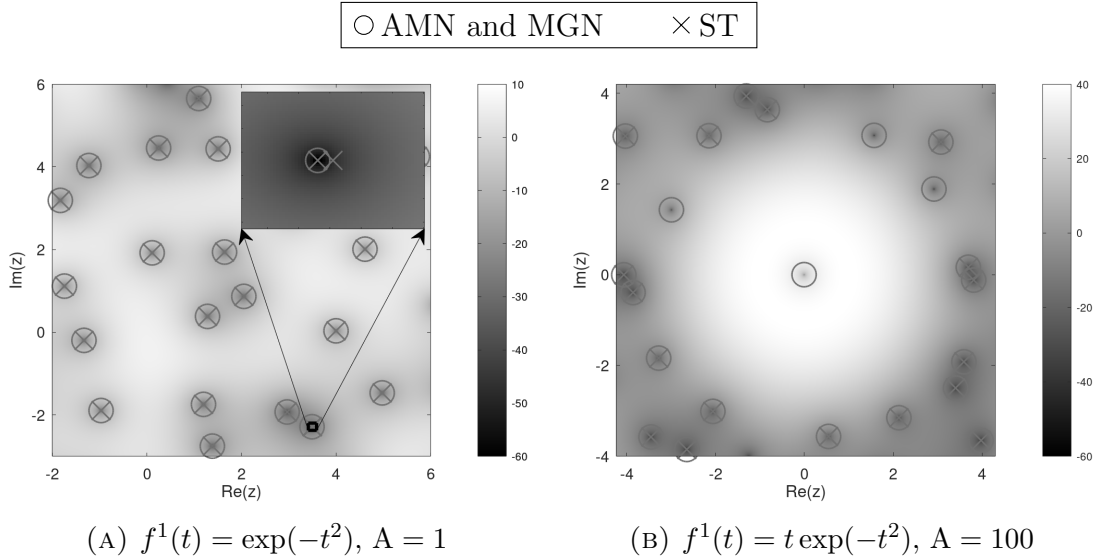 AMN and MGN ST
6 4 2 0 -2
Im(z)
-2 0 2 4 6
Re(z)
10 0 -10 -20 -30 -40 -50 -60
4 2 0 -2 -4
Im(z)
-4 -2 0 2 4
Re(z)
40 20 0 -20 -40 -60
(A) f¹(t) = exp(−t²), A = 1
(B) f¹(t) = t exp(−t²), A = 100